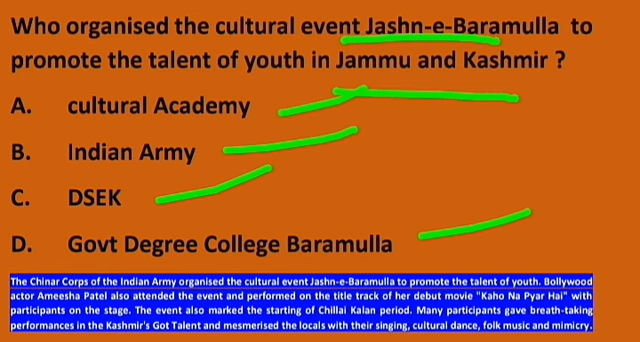 Who organised the cultural event Jashn-e-Baramulla to
promote the talent of youth in Jammu and Kashmir ?
A. cultural Academy
B. Indian Army
C. DSEK
D. Govt Degree College Baramulla
The Chinar Corps of the Indian Army organised the cultural event Jashn-e-Baramulla to promote the talent of youth. Bollywood
actor Ameesha Patel also attended the event and performed on the title track of her debut movie "Kaho Na Pyar Hai" with
participants on the stage. The event also marked the starting of Chillai Kalan period. Many participants gave breath-taking
performances in the Kashmir's Got Talent and mesmerised the locals with their singing, cultural dance, folk music and mimicry.